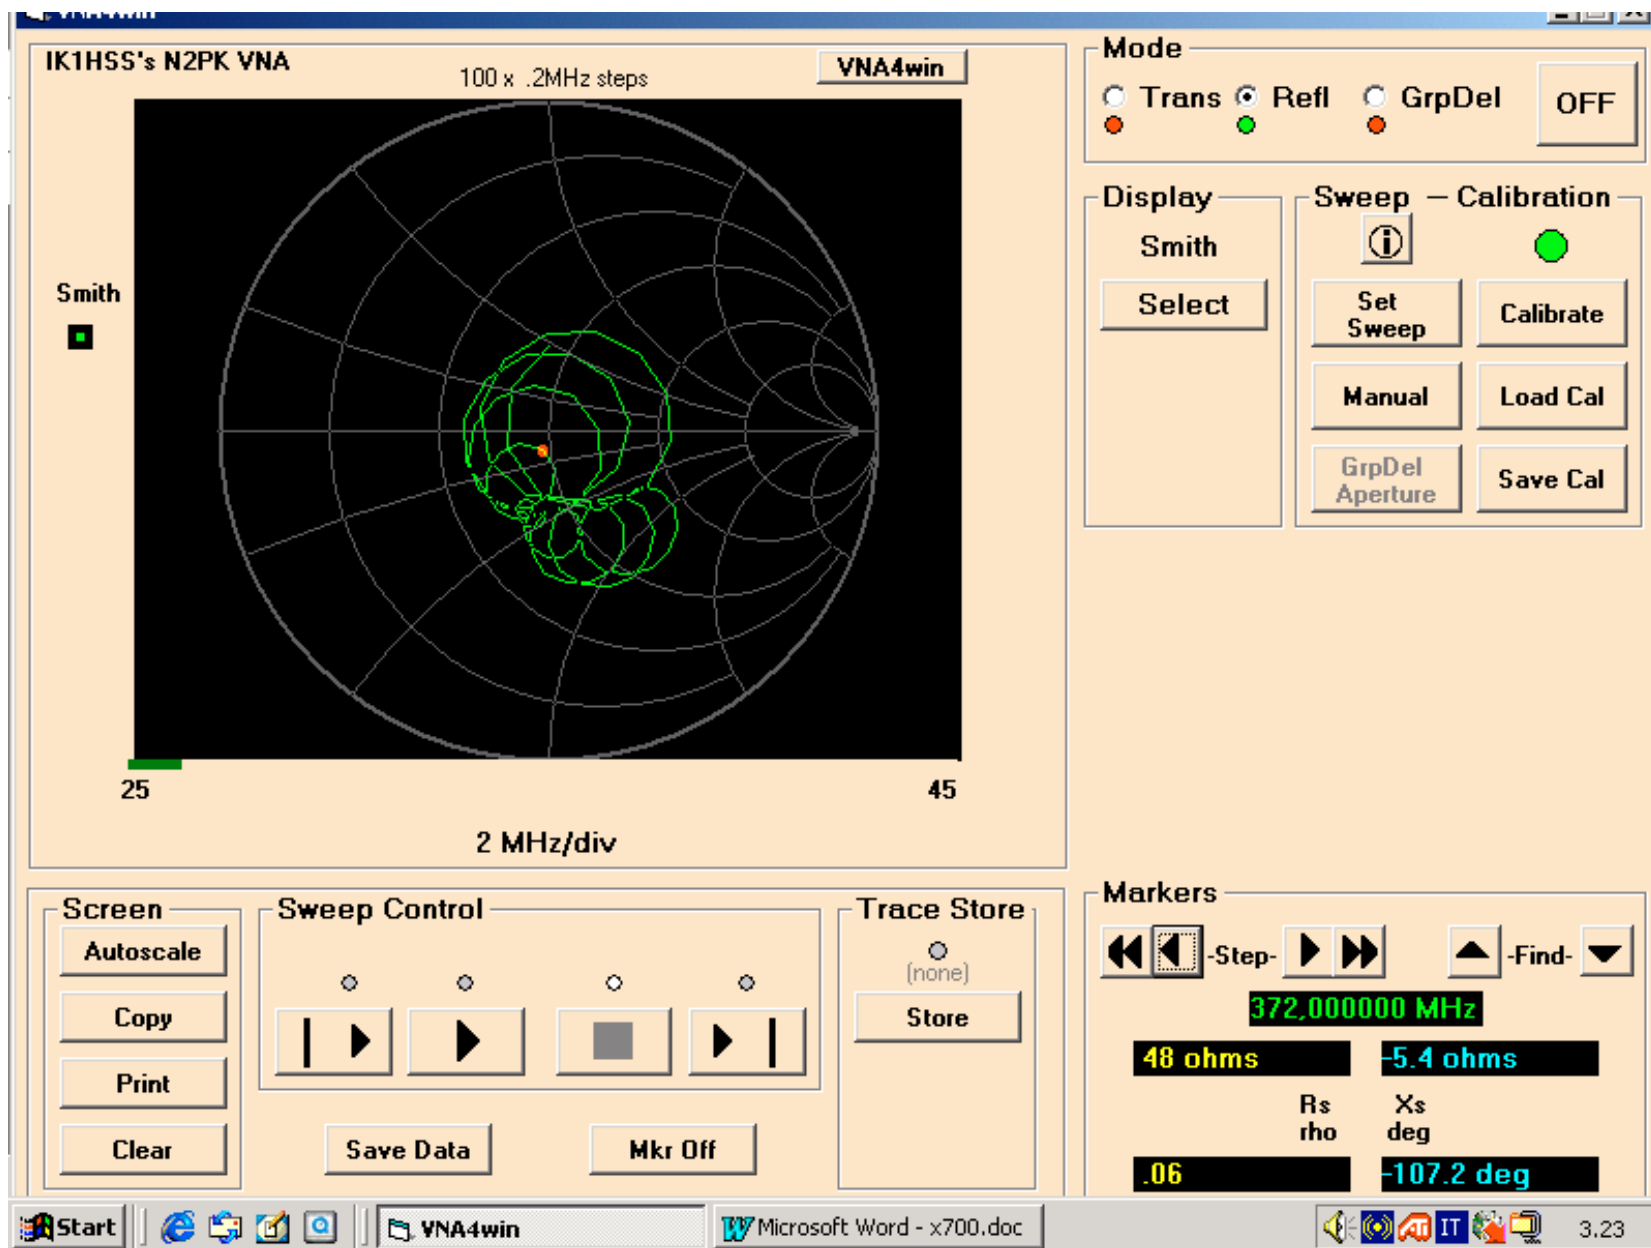 VNA4win
IK1HSS's N2PK VNA
100 x .2MHz steps
VNA4win
Smith
25
45
2 MHz/div
Mode
Trans
Refl
GrpDel
OFF
Display
Smith
Select
Sweep – Calibration
Set
Sweep
Calibrate
Manual
Load Cal
GrpDel
Aperture
Save Cal
Screen
Autoscale
Copy
Print
Clear
Sweep Control
Save Data
Mkr Off
Trace Store
(none)
Store
Markers
-Step-
-Find-
372,000000 MHz
48 ohms
-5.4 ohms
Rs
Xs
rho
deg
.06
-107.2 deg
Start
VNA4win
Microsoft Word - x700.doc
IT
3.23